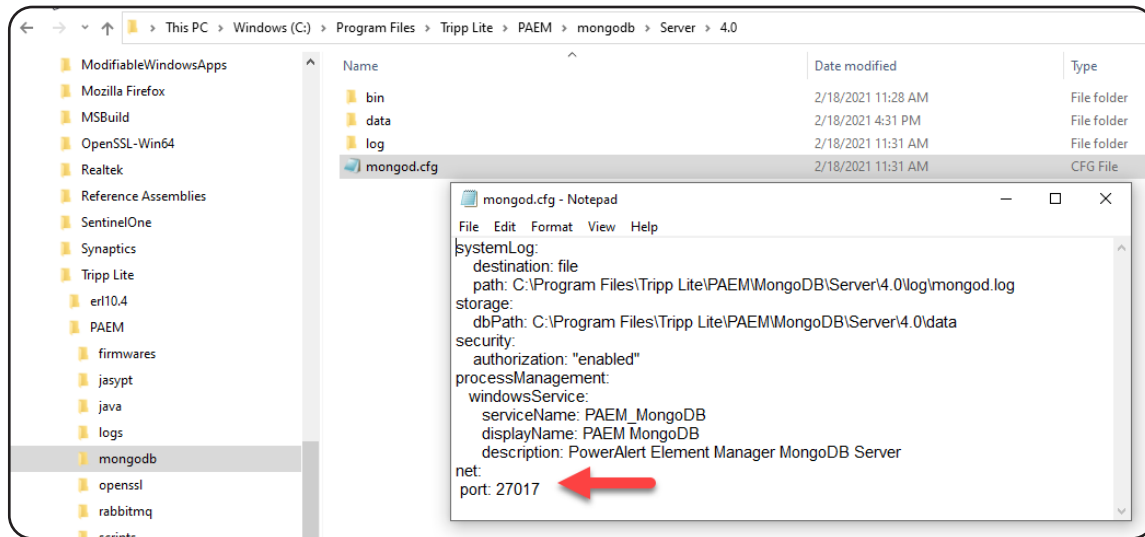 This PC > Windows (C:) > Program Files > Tripp Lite > PAEM > mongodb > Server > 4.0
ModifiableWindowsApps
Mozilla Firefox
MSBuild
OpenSSL-Win64
Realtek
Reference Assemblies
SentinelOne
Synaptics
Tripp Lite
erl10.4
PAEM
firmwares
jasypt
java
logs
mongodb
openssl
rabbitmq
scripts
Name Date modified Type
bin 2/18/2021 11:28 AM File folder
data 2/18/2021 4:31 PM File folder
log 2/18/2021 11:31 AM File folder
mongod.cfg 2/18/2021 11:31 AM CFG File
mongod.cfg - Notepad
File Edit Format View Help
systemLog:
destination: file
path: C:\Program Files\Tripp Lite\PAEM\MongoDB\Server\4.0\log\mongod.log
storage:
dbPath: C:\Program Files\Tripp Lite\PAEM\MongoDB\Server\4.0\data
security:
authorization: "enabled"
processManagement:
windowsService:
serviceName: PAEM_MongoDB
displayName: PAEM MongoDB
description: PowerAlert Element Manager MongoDB Server
net:
port: 27017